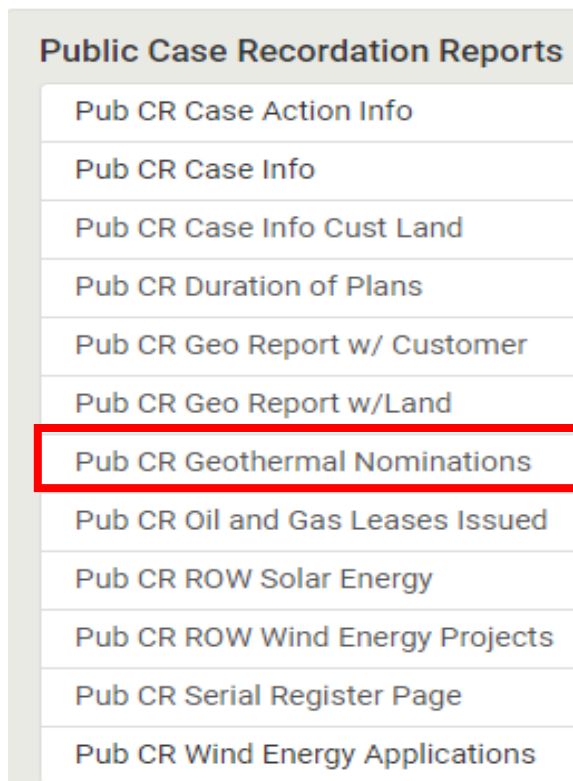 Public Case Recordation Reports
Pub CR Case Action Info
Pub CR Case Info
Pub CR Case Info Cust Land
Pub CR Duration of Plans
Pub CR Geo Report w/ Customer
Pub CR Geo Report w/Land
Pub CR Geothermal Nominations
Pub CR Oil and Gas Leases Issued
Pub CR ROW Solar Energy
Pub CR ROW Wind Energy Projects
Pub CR Serial Register Page
Pub CR Wind Energy Applications